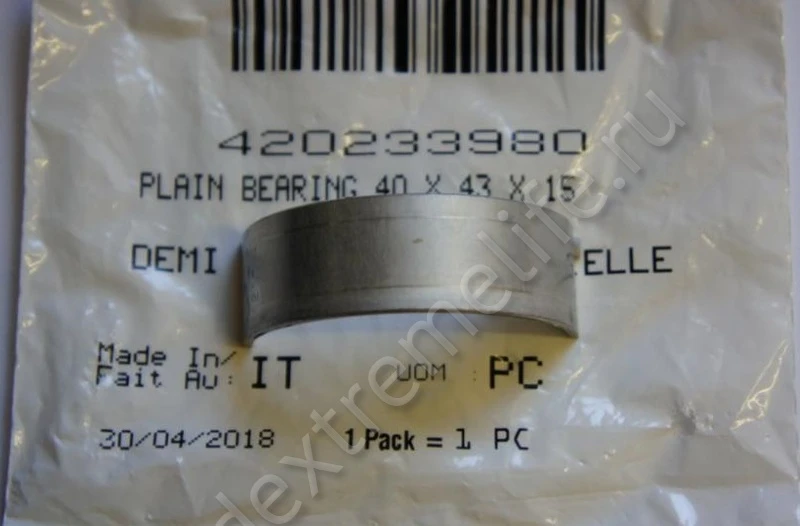 420233980
PLAIN BEARING 40 X 43 X 15
DEMI ELLE
Made In/
Fait Au: IT UOM : PC
30/04/2018 1 Pack = 1 PC
dextremelife.ru